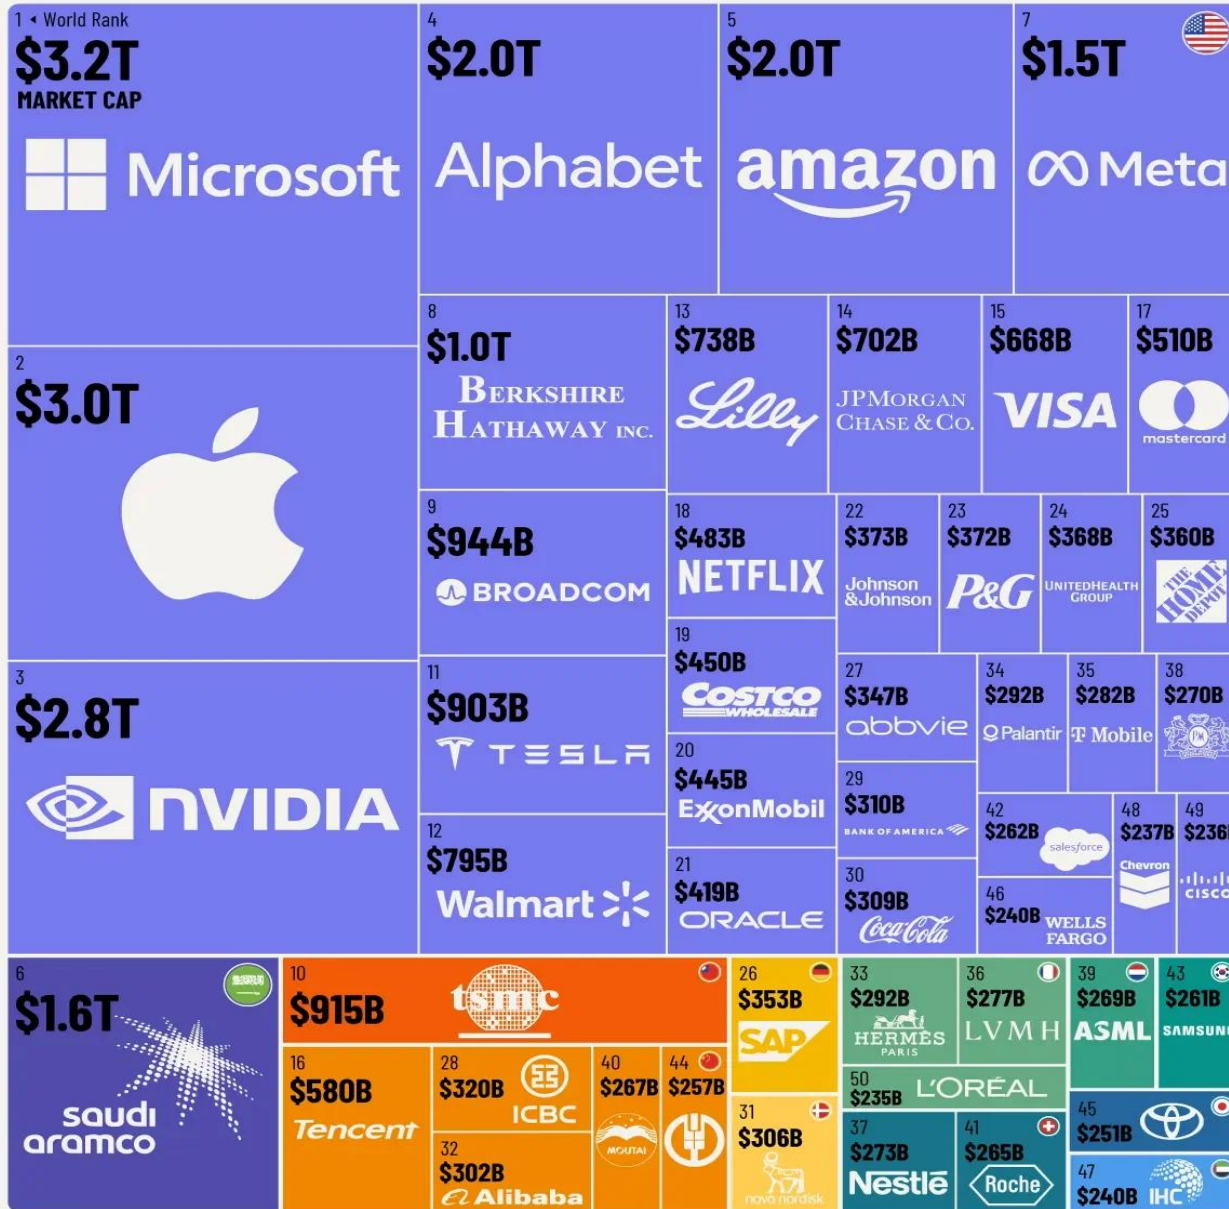 1 ◂ World Rank
$3.2T
MARKET CAP
Microsoft
2
$3.0T
3
$2.8T
NVIDIA
4
$2.0T
Alphabet
5
$2.0T
amazon
7
$1.5T
Meta
8
$1.0T
BERKSHIRE
HATHAWAY INC.
9
$944B
BROADCOM
11
$903B
TESLA
12
$795B
Walmart
13
$738B
Lilly
14
$702B
JPMORGAN
CHASE & CO.
15
$668B
VISA
17
$510B
mastercard
18
$483B
NETFLIX
19
$450B
COSTCO
WHOLESALE
20
$445B
ExxonMobil
21
$419B
ORACLE
22
$373B
Johnson
&Johnson
23
$372B
P&G
24
$368B
UNITEDHEALTH
GROUP
25
$360B
THE
HOME
DEPOT
27
$347B
abbvie
29
$310B
BANK OF AMERICA
30
$309B
Coca-Cola
34
$292B
Palantir
35
$282B
T Mobile
38
$270B
PM
42
$262B
salesforce
46
$240B
WELLS
FARGO
48
$237B
Chevron
49
$236
CISCO
6
$1.6T
saudi
aramco
10
$915B
tsmc
16
$580B
Tencent
28
$320B
ICBC
32
$302B
Alibaba
40
$267B
MOUTAI
44
$257B
26
$353B
SAP
31
$306B
novo nordisk
33
$292B
HERMÈS
PARIS
36
$277B
LVMH
50
$235B
L'ORÉAL
37
$273B
Nestlé
41
$265B
Roche
39
$269B
ASML
43
$261B
SAMSUN
45
$251B
47
$240B
IHC